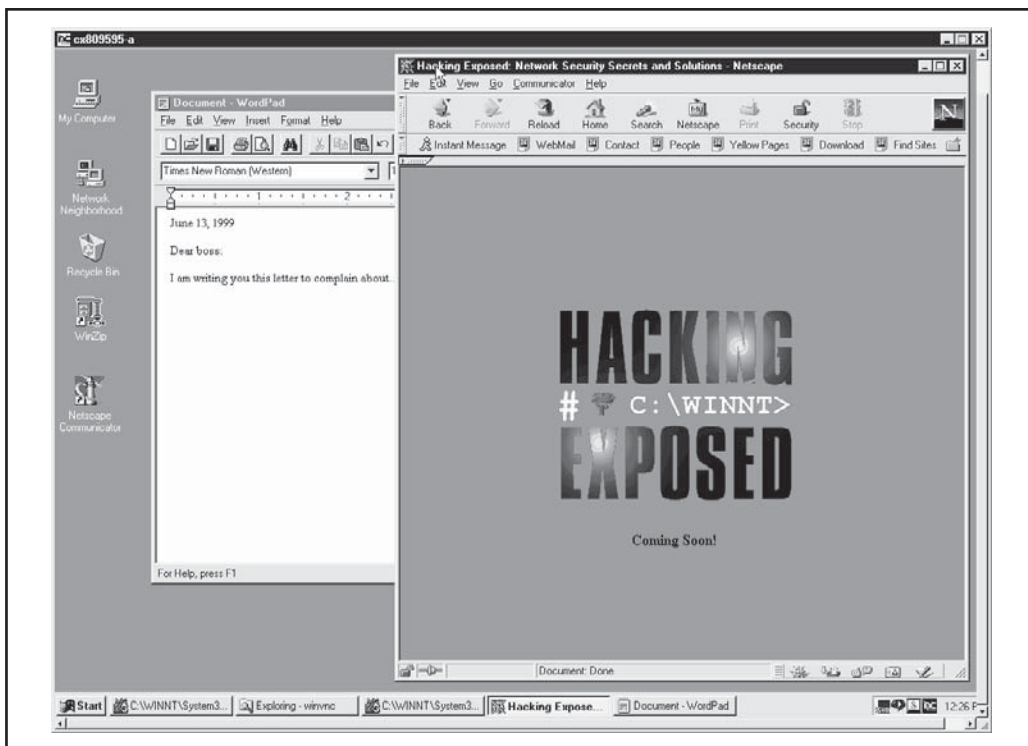 cx809595-a
My Computer
Network Neighborhood
Recycle Bin
WinZip
Netscape Communicator
Document - WordPad
File Edit View Insert Format Help
Times New Roman (Western)
1 2
June 13, 1999
Dear boss:
I am writing you this letter to complain about..
For Help, press F1
Hacking Exposed: Network Security Secrets and Solutions - Netscape
File Edit View Go Communicator Help
Back Forward Reload Home Search Netscape Print Security Stop
N
Instant Message WebMail Contact People Yellow Pages Download Find Sites
HACKING
# C:\WINNT>
EXPOSED
Coming Soon!
Document: Done
Start C:\WINNT\System3... Exploring - winvnc C:\WINNT\System3... Hacking Expose... Document - WordPad 12:26 P